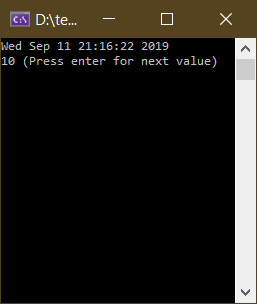 D:\te...
Wed Sep 11 21:16:22 2019
10 (Press enter for next value)